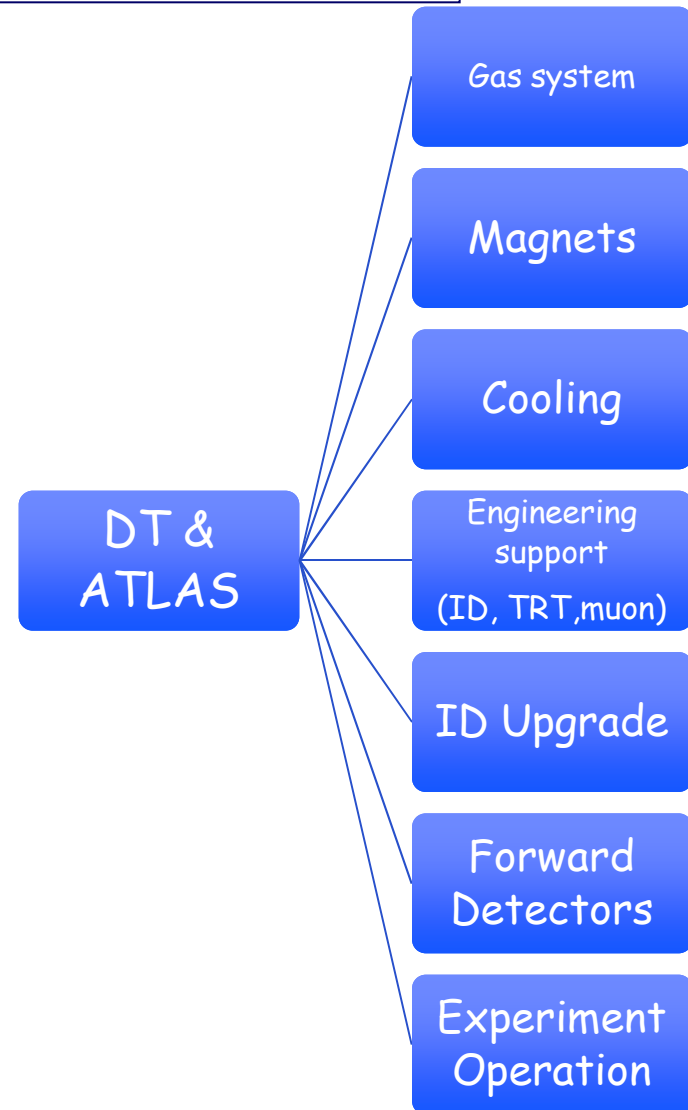 Gas system
Magnets
Cooling
DT &
ATLAS
Engineering
support
(ID, TRT,muon)
ID Upgrade
Forward
Detectors
Experiment
Operation